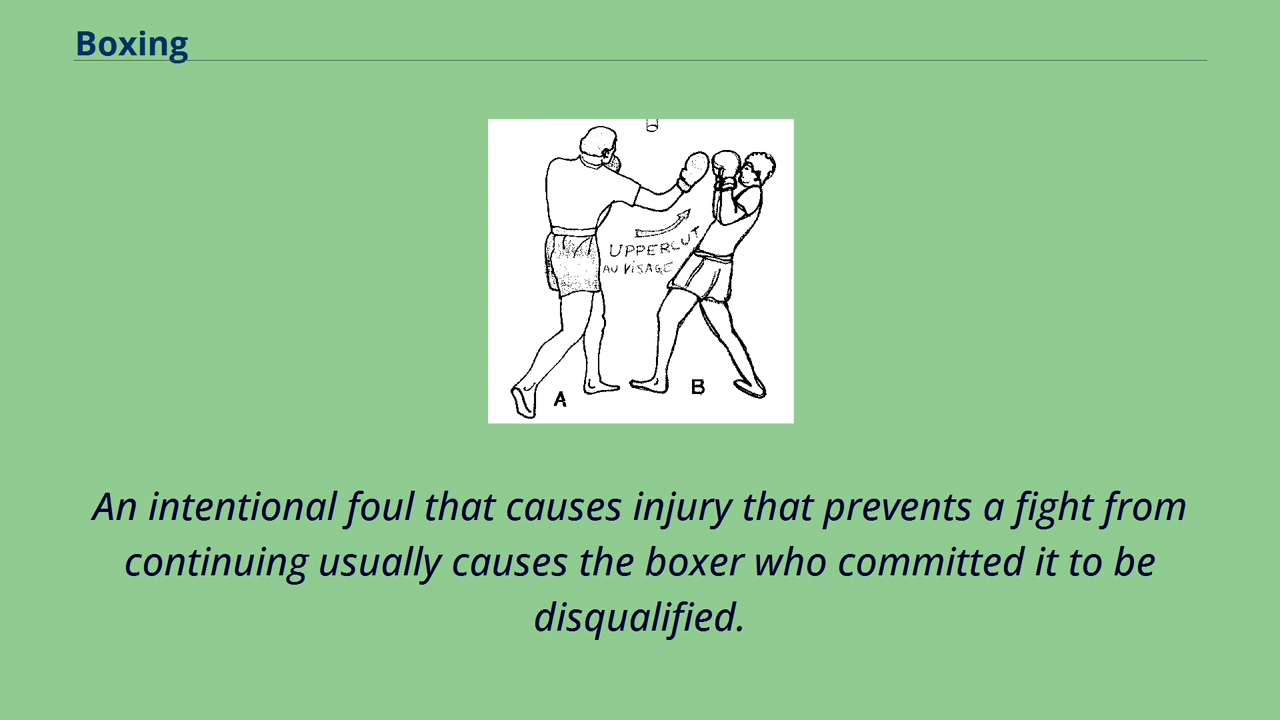 Boxing
UPPERCUT
AU VISAGE
A
B
An intentional foul that causes injury that prevents a fight from
continuing usually causes the boxer who committed it to be
disqualified.